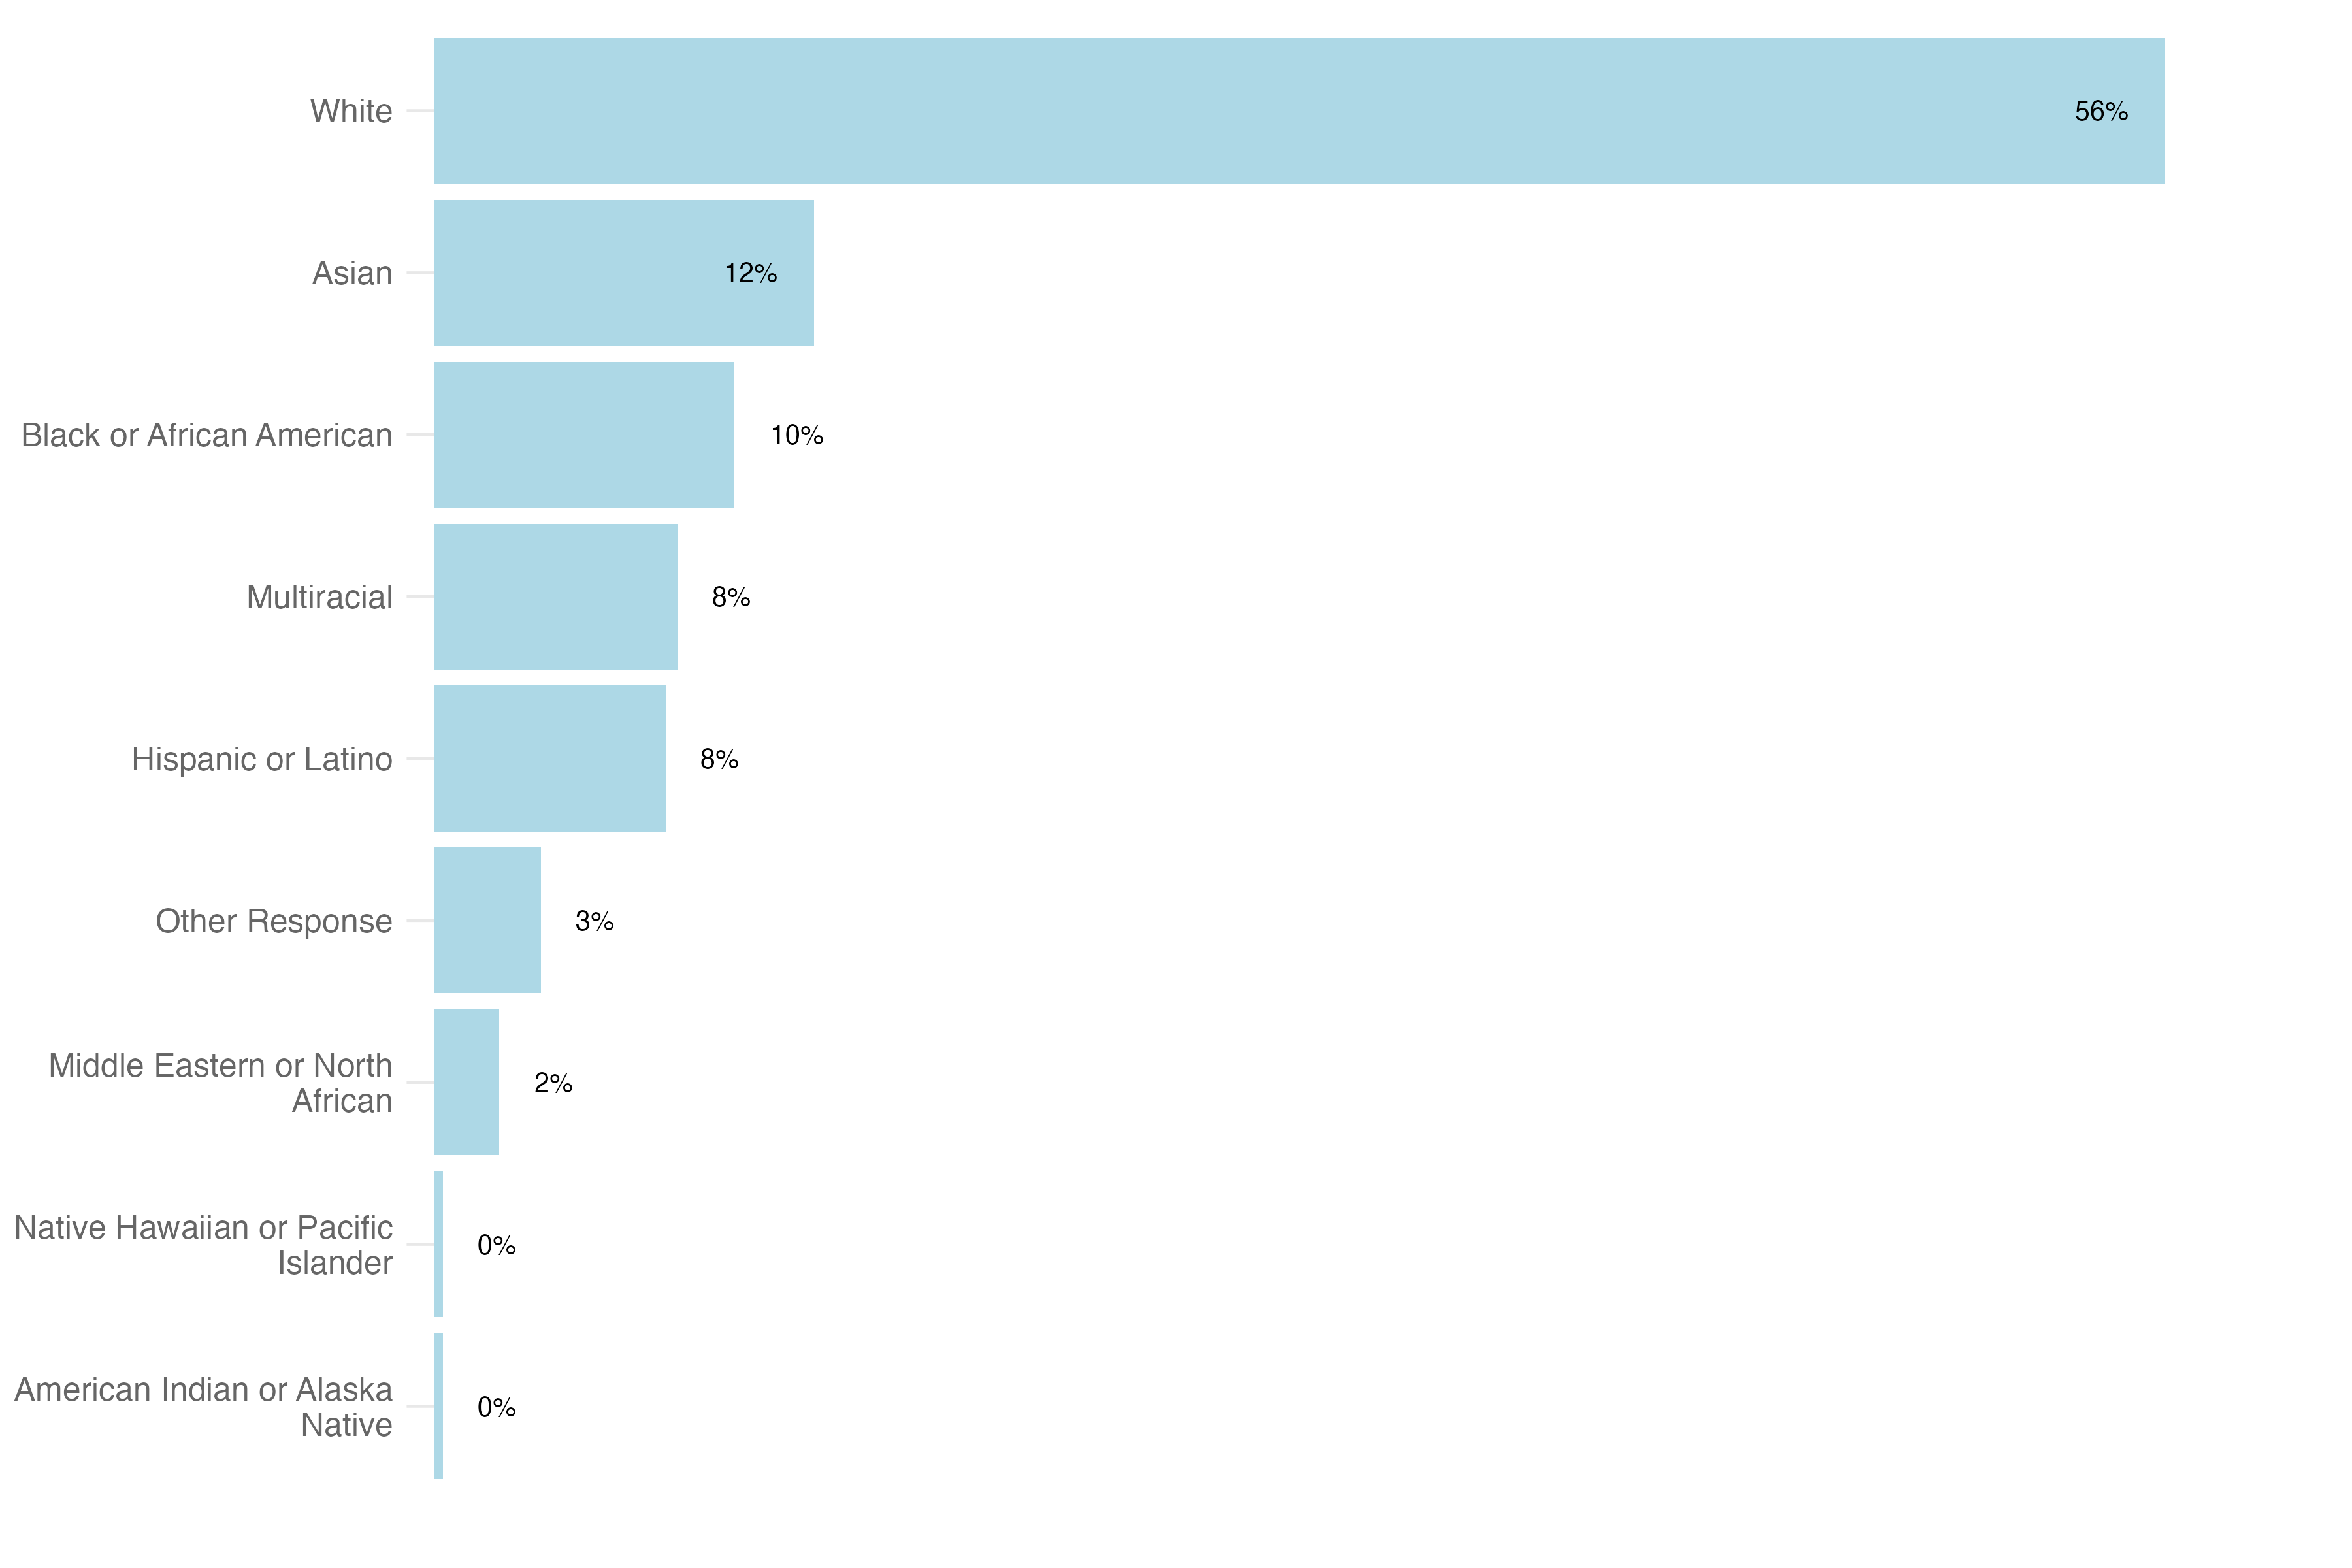 White
56%
Asian
12%
Black or African American
10%
Multiracial
8%
Hispanic or Latino
8%
Other Response
3%
Middle Eastern or North
African
2%
Native Hawaiian or Pacific
Islander
0%
American Indian or Alaska
Native
0%